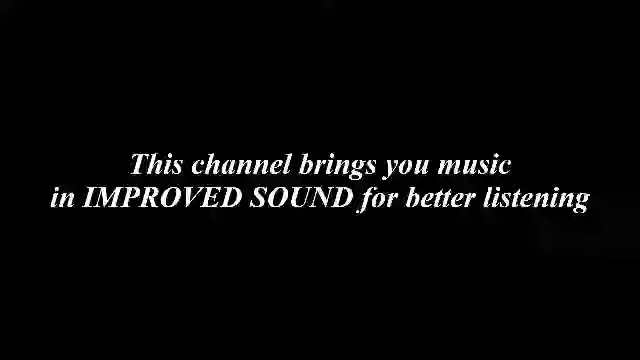 This channel brings you music
in IMPROVED SOUND for better listening